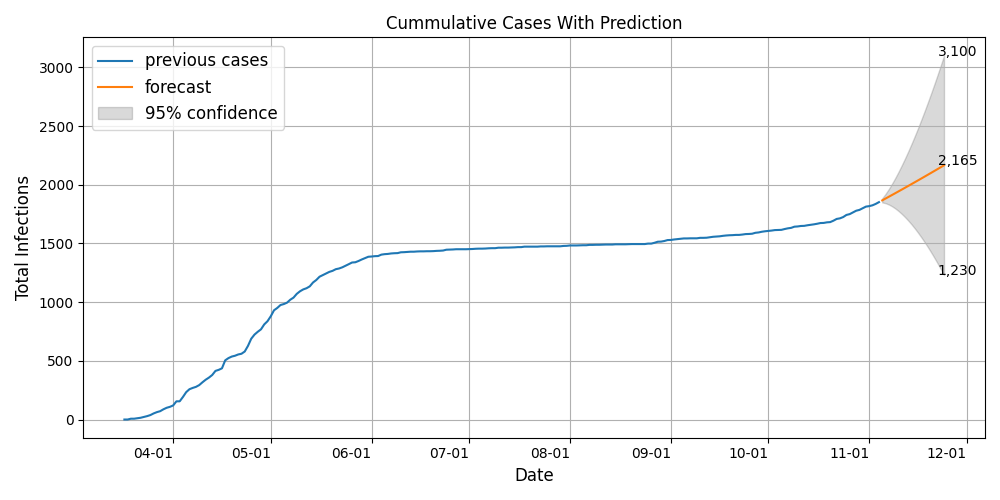 Cummulative Cases With Prediction
previous cases
forecast
95% confidence
3,100
2,165
1,230
3000
2500
2000
1500
1000
500
0
Total Infections
04-01 05-01 06-01 07-01 08-01 09-01 10-01 11-01 12-01
Date